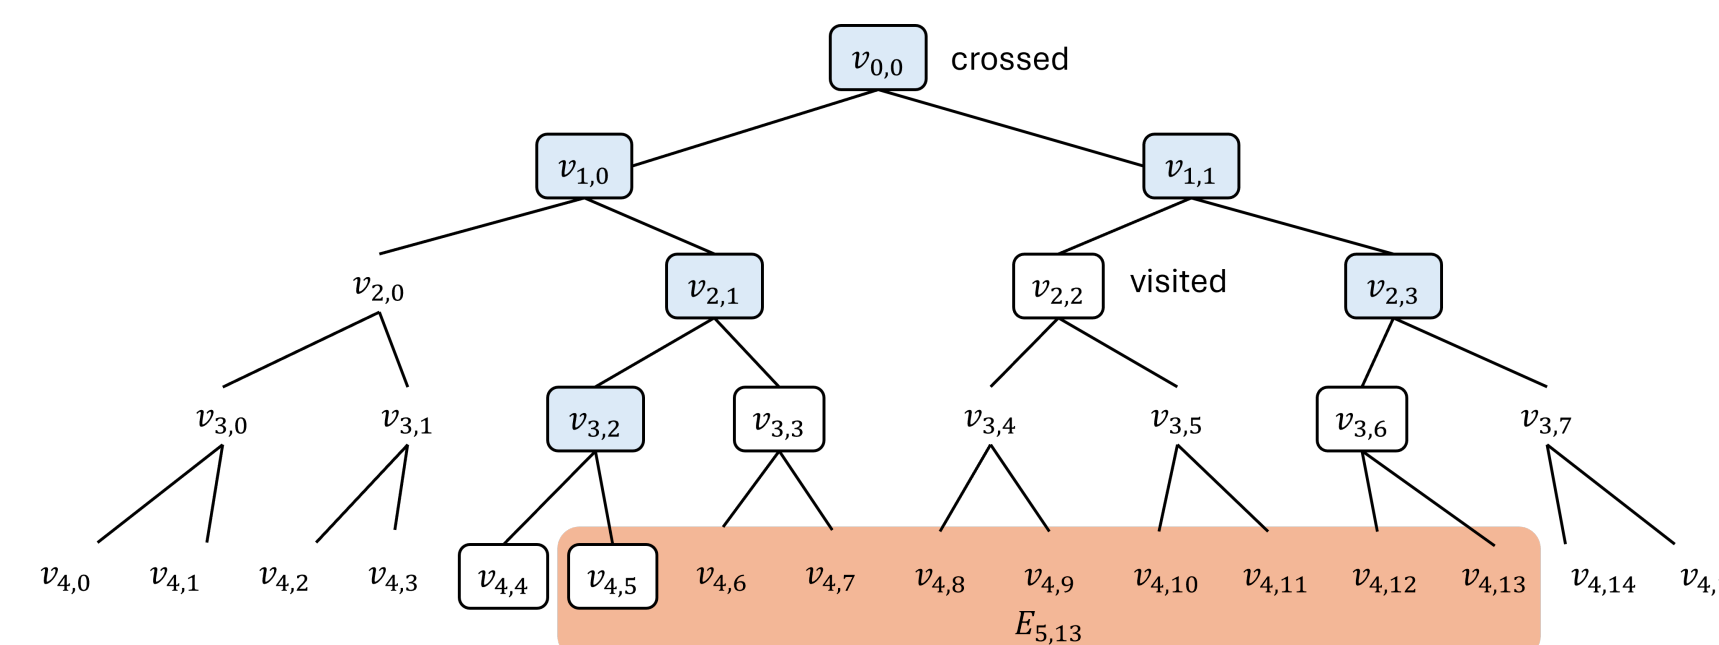 v0,0 crossed
v1,0 v1,1
v2,0 v2,1 v2,2 visited v2,3
v3,0 v3,1 v3,2 v3,3 v3,4 v3,5 v3,6 v3,7
v4,0 v4,1 v4,2 v4,3 v4,4 v4,5 v4,6 v4,7 v4,8 v4,9 v4,10 v4,11 v4,12 v4,13 v4,14 v4,
E5,13